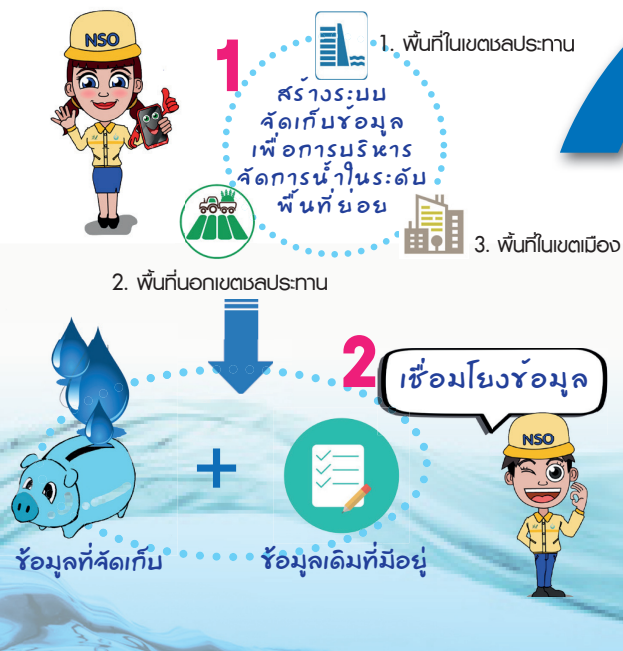 NSO
1
1. พื้นที่ในเขตชลประทาน
สร้างระบบ
จัดเก็บข้อมูล
เพื่อการบริหาร
จัดการน้ำในระดับ
พื้นที่ย่อย
3. พื้นที่ในเขตเมือง
2. พื้นที่นอกเขตชลประทาน
2
เชื่อมโยงข้อมูล
NSO
+
ข้อมูลที่จัดเก็บ
ข้อมูลเดิมที่มีอยู่